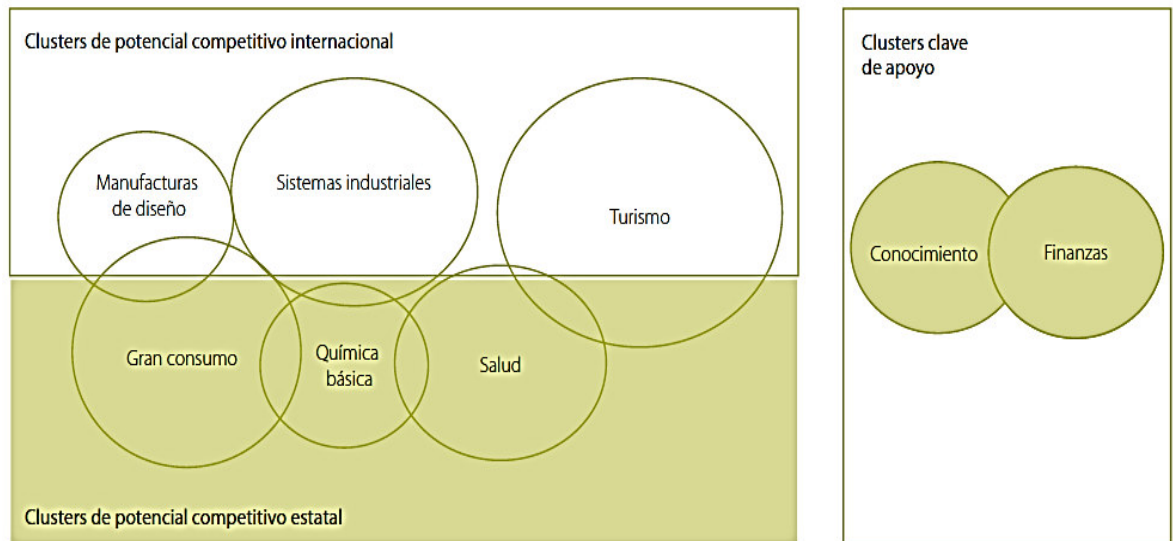 Clusters de potencial competitivo internacional
Manufacturas
de diseño
Sistemas industriales
Turismo
Gran consumo
Química
básica
Salud
Clusters de potencial competitivo estatal
Clusters clave
de apoyo
Conocimiento
Finanzas